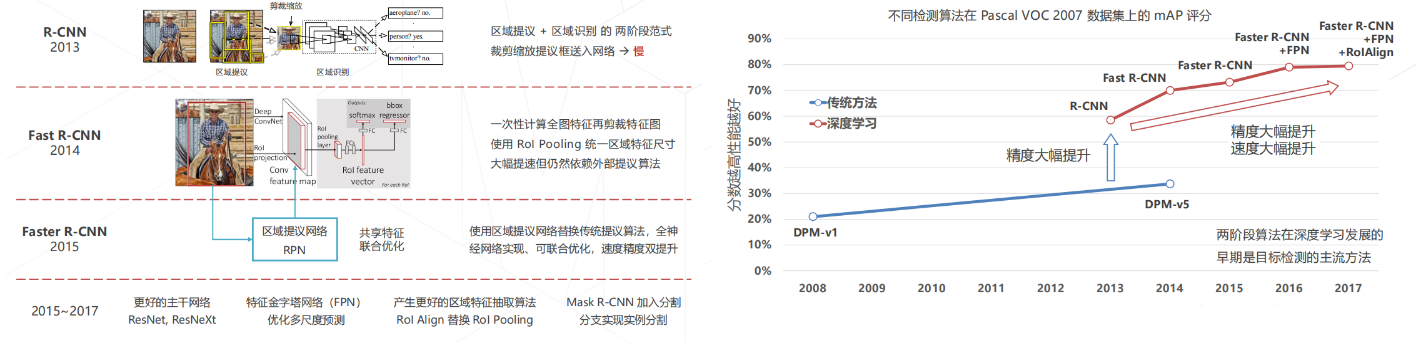 R-CNN
2013
剪裁缩放
aeroplane? no.
person? yes.
tvmonitor? no.
CNN
区域提议
区域识别
区域提议 + 区域识别 的 两阶段范式
裁剪缩放提议框送入网络 → 慢
Fast R-CNN
2014
Deep
ConvNet
RoI
projection
Conv
feature map
RoI
pooling
layer
FCs
RoI feature
vector
Outputs:
softmax
bbox
regressor
FC
FC
For each RoI
一次性计算全图特征再剪裁特征图
使用 RoI Pooling 统一区域特征尺寸
大幅提速但仍然依赖外部提议算法
Faster R-CNN
2015
区域提议网络
RPN
共享特征
联合优化
使用区域提议网络替换传统提议算法，全神
经网络实现、可联合优化，速度精度双提升
2015~2017
更好的主干网络
ResNet, ResNeXt
特征金字塔网络（FPN）
优化多尺度预测
产生更好的区域特征抽取算法
RoI Align 替换 RoI Pooling
Mask R-CNN 加入分割
分支实现实例分割
不同检测算法在 Pascal VOC 2007 数据集上的 mAP 评分
分数越高性能越好
90%
80%
70%
60%
50%
40%
30%
20%
10%
0%
传统方法
深度学习
DPM-v1
DPM-v5
R-CNN
Fast R-CNN
Faster R-CNN
Faster R-CNN
+FPN
Faster R-CNN
+FPN
+RoIAlign
精度大幅提升
精度大幅提升
速度大幅提升
两阶段算法在深度学习发展的
早期是目标检测的主流方法
2008 2009 2010 2011 2012 2013 2014 2015 2016 2017